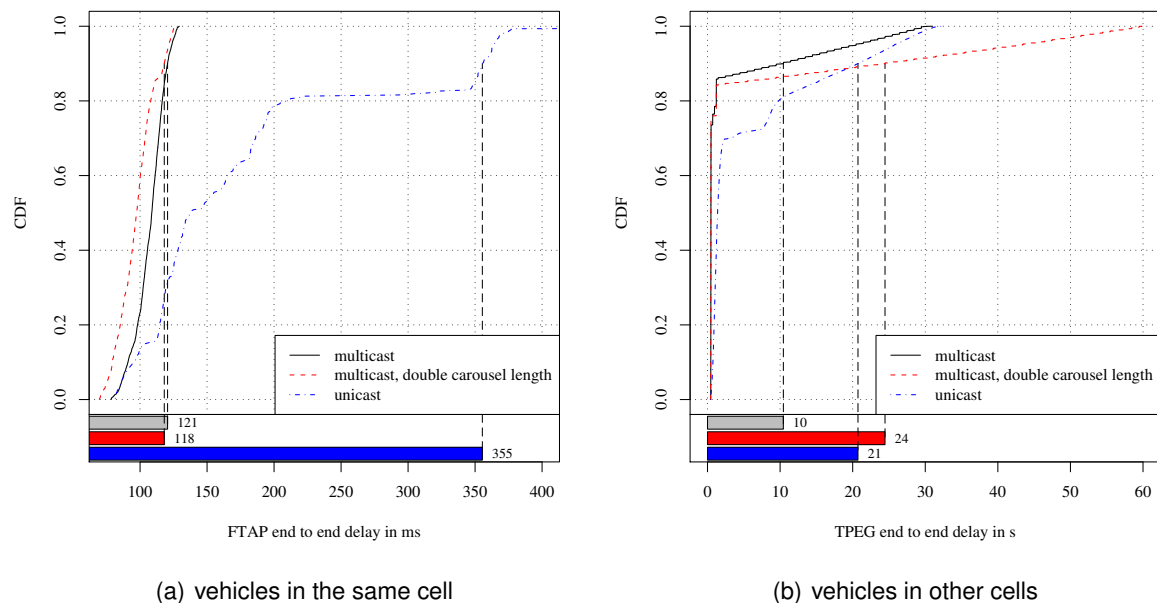 CDF
1.0
0.8
0.6
0.4
0.2
0.0
multicast
multicast, double carousel length
unicast
121
118
355
100 150 200 250 300 350 400
FTAP end to end delay in ms
(a) vehicles in the same cell
CDF
1.0
0.8
0.6
0.4
0.2
0.0
multicast
multicast, double carousel length
unicast
10
24
21
0 10 20 30 40 50 60
TPEG end to end delay in s
(b) vehicles in other cells